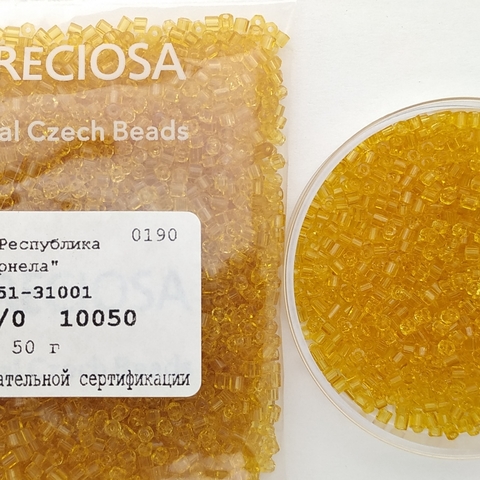 RECIOSA
al Czech Beads
0190
Республика
рнела"
51-31001
/0 10050
50 г
ательной сертификации